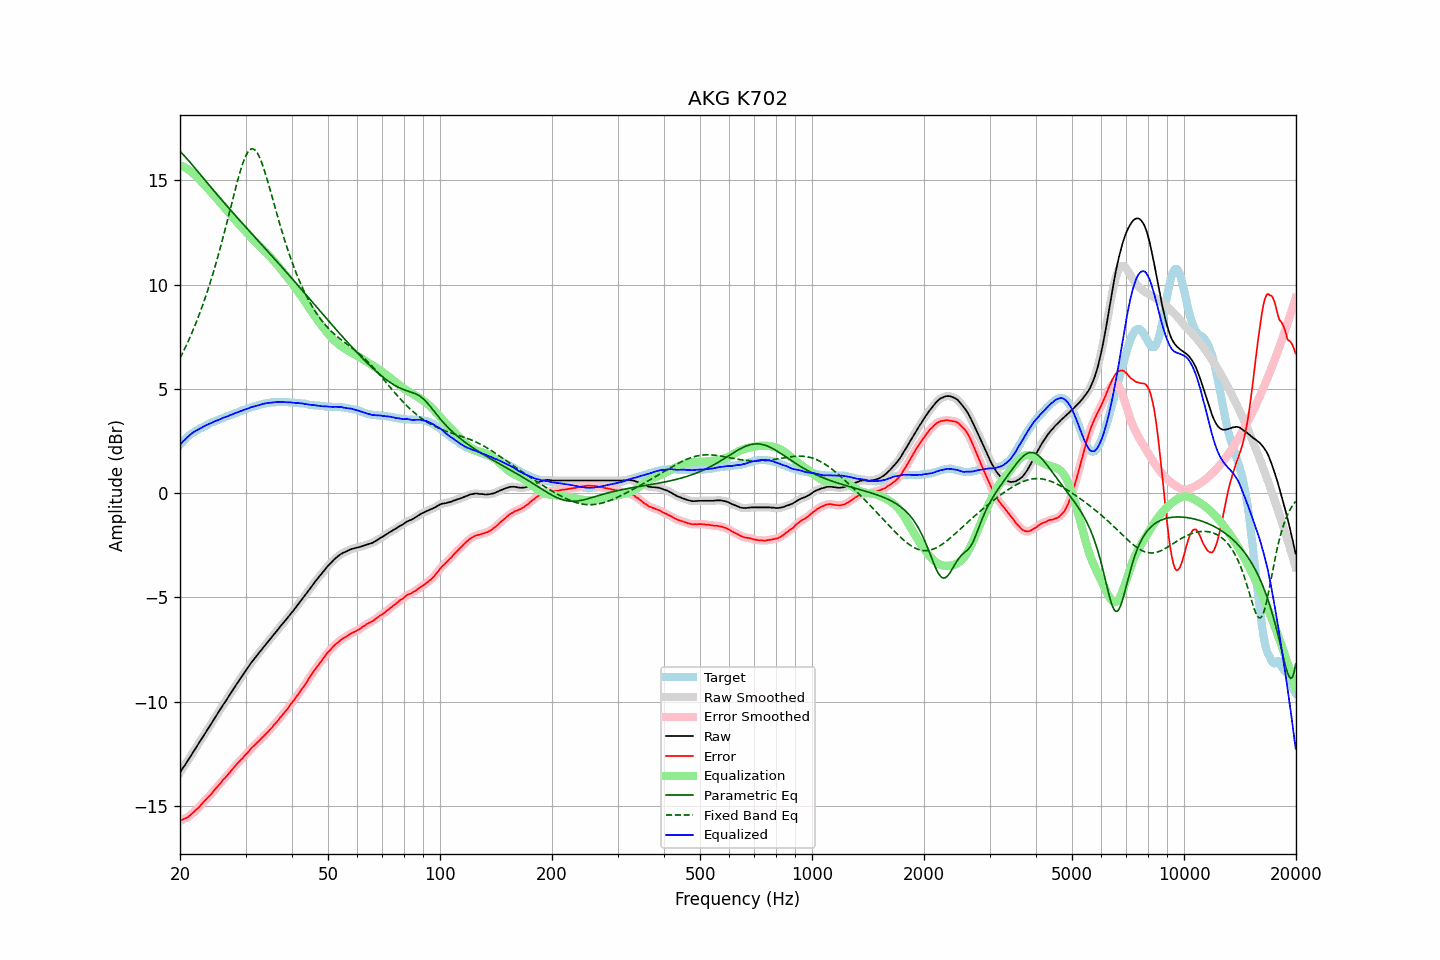 AKG K702
Amplitude (dBr)
15
10
5
0
−5
−10
−15
20
50
100
200
500
1000
2000
5000
10000
20000
Frequency (Hz)
Target
Raw Smoothed
Error Smoothed
Raw
Error
Equalization
Parametric Eq
Fixed Band Eq
Equalized